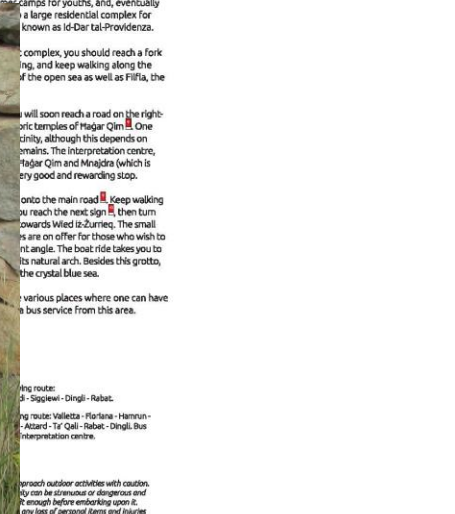 camps for youths, and, eventually
a large residential complex for
known as Id-Dar tal-Providenza.
complex, you should reach a fork
ing, and keep walking along the
of the open sea as well as Filfla, the
will soon reach a road on the right-
oric temples of Ħaġar Qim. One
cinity, although this depends on
emains. The interpretation centre,
Ħaġar Qim and Mnajdra (which is
ery good and rewarding stop.
onto the main road. Keep walking
ou reach the next sign, then turn
towards Wied iż-Żurrieq. The small
es are on offer for those who wish to
nt angle. The boat ride takes you to
its natural arch. Besides this grotto,
the crystal blue sea.
various places where one can have
a bus service from this area.
ing route:
di - Siggiewi - Dingli - Rabat.
ng route: Valletta - Floriana - Hamrun -
- Attard - Ta' Qali - Rabat - Dingli. Bus
interpretation centre.
pproach outdoor activities with caution.
ity can be strenuous or dangerous and
it enough before embarking upon it.
any loss of personal items and injuries